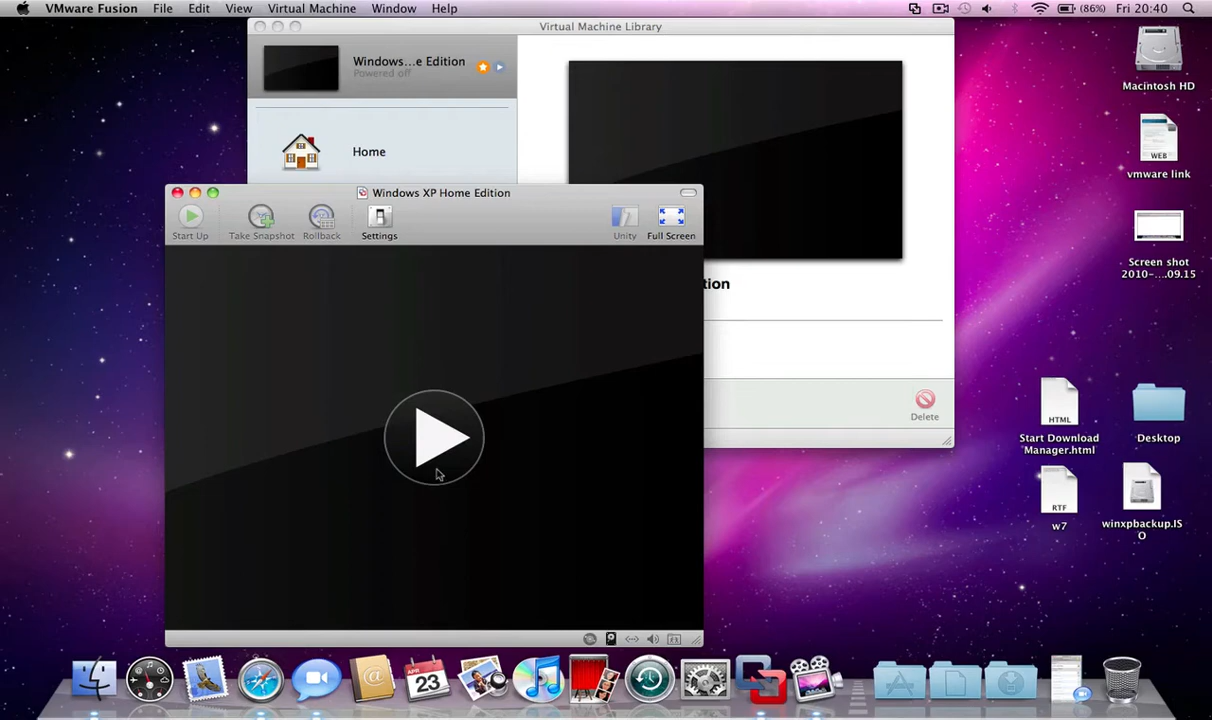 VMware Fusion File Edit View Virtual Machine Window Help (86%) Fri 20:40
Virtual Machine Library
Windows...e Edition
Powered off
Home
tion
Delete
Windows XP Home Edition
Start Up Take Snapshot Rollback Settings Unity Full Screen
Macintosh HD
WEB
vmware link
Screen shot
2010-....09.15
HTML
Start Download
Manager.html
Desktop
RTF
w7
winxpbackup.IS
O
APR
23